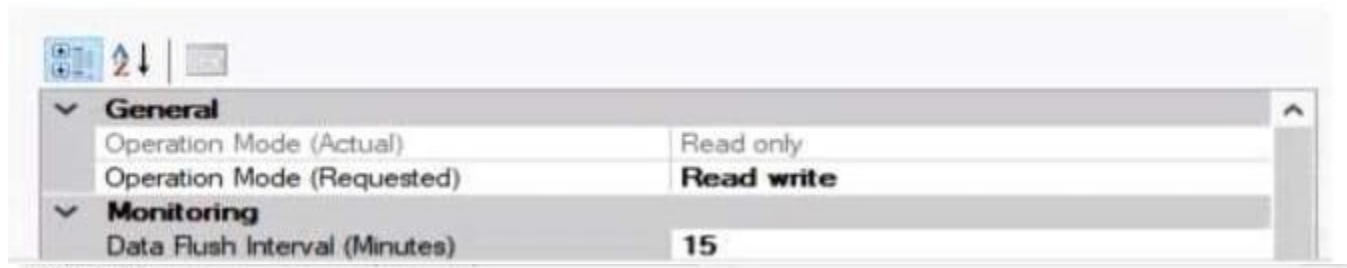 General
Operation Mode (Actual) Read only
Operation Mode (Requested) Read write
Monitoring
Data Flush Interval (Minutes) 15